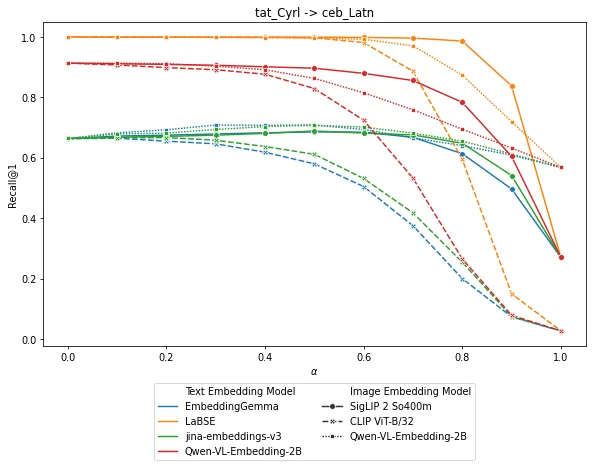 tat_Cyrl -> ceb_Latn
Recall@1
1.0
0.8
0.6
0.4
0.2
0.0
0.0 0.2 0.4 0.6 0.8 1.0
α
Text Embedding Model Image Embedding Model
EmbeddingGemma SigLIP 2 So400m
LaBSE CLIP ViT-B/32
jina-embeddings-v3 Qwen-VL-Embedding-2B
Qwen-VL-Embedding-2B